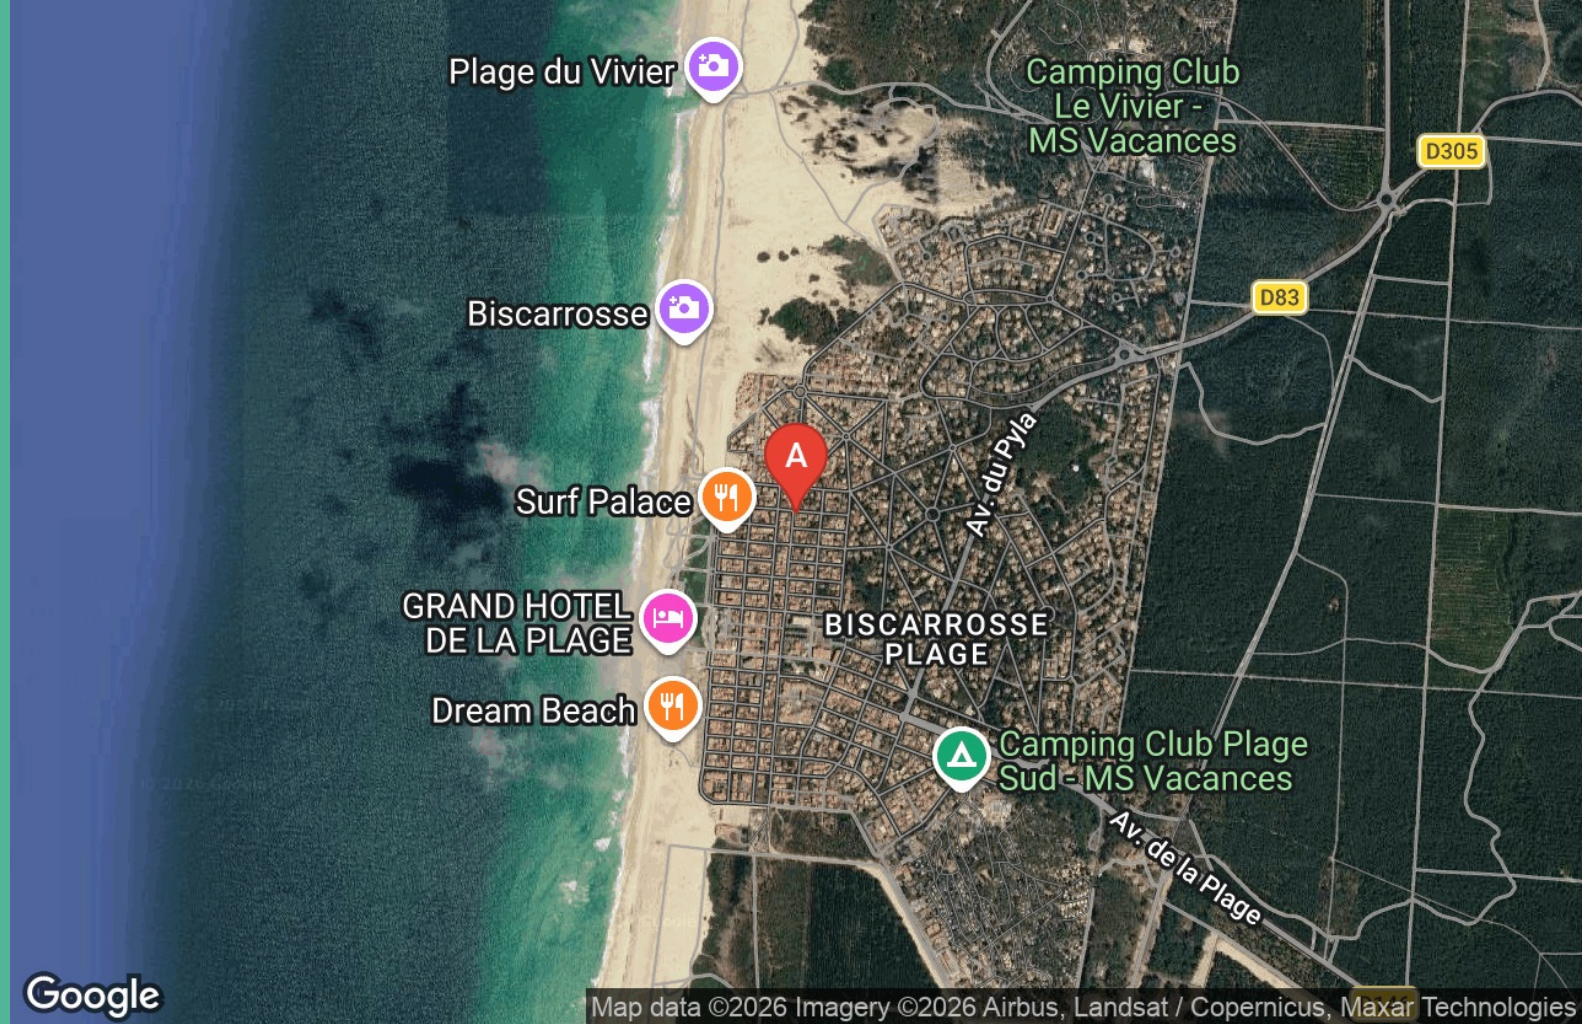 Plage du Vivier
Camping Club
Le Vivier -
MS Vacances
D305
D83
Biscarrosse
Av. du Pyla
A
Surf Palace
GRAND HOTEL
DE LA PLAGE
BISCARROSSE
PLAGE
Dream Beach
Camping Club Plage
Sud - MS Vacances
Av. de la Plage
Google
Map data ©2026 Imagery ©2026 Airbus, Landsat / Copernicus, Maxar Technologies